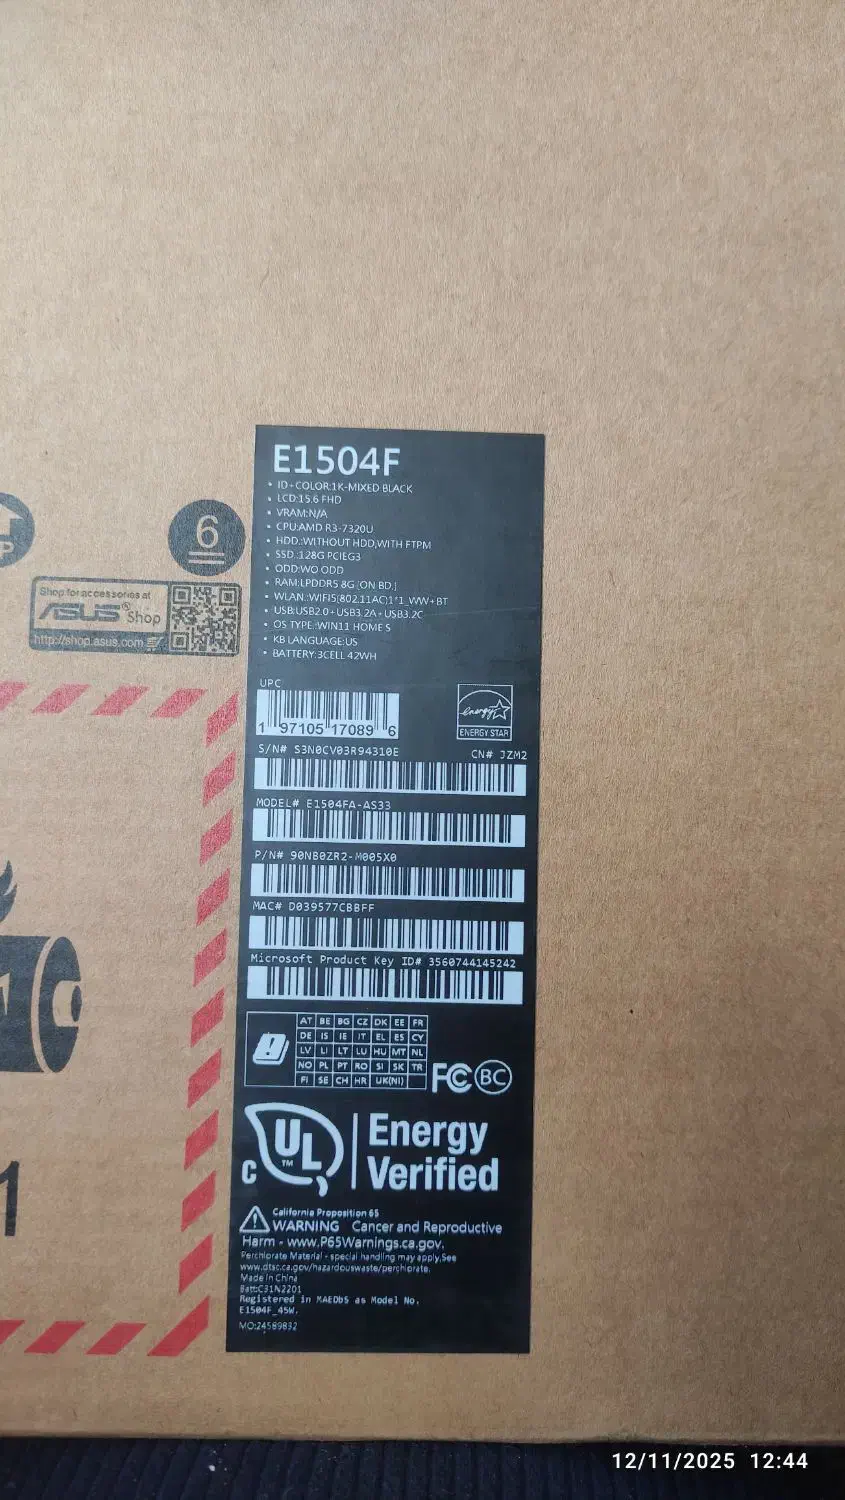 E1504F
• ID+COLOR:1K-MIXED BLACK
• LCD:15.6 FHD
• VRAM:N/A
• CPU:AMD R3-7320U
• HDD.:WITHOUT HDD,WITH FTPM
• SSD.:128G PCIEG3
• ODD:WO ODD
• RAM:LPDDR5 8G [ON BD.]
• WLAN.:WIFI5(802.11AC)1*1_WW+BT
• USB:USB2.0+USB3.2A+USB3.2C
• OS TYPE:WIN11 HOME S
• KB LANGUAGE:US
• BATTERY:3CELL 42WH
6
P
Shop for accessories at
ASUS® Shop
http://shop.asus.com
UPC
1 97105 17089 6
energy
ENERGY STAR
S/N# S3N0CV03R94310E
CN# JZM2
MODEL# E1504FA-AS33
P/N# 90NB0ZR2-M005X0
MAC# D039577CBBFF
Microsoft Product Key ID# 3560744145242
AT BE BG CZ DK EE FR
DE IS IE IT EL ES CY
LV LI LT LU HU MT NL
NO PL PT RO SI SK TR
FI SE CH HR UK(NI)
FC BC
C UL ™ Energy
Verified
1
California Proposition 65
WARNING Cancer and Reproductive
Harm - www.P65Warnings.ca.gov.
Perchlorate Material - special handling may apply,See
www.dtsc.ca.gov/hazardouswaste/perchlorate.
Made in China
Batt:C31N2201
Registered in MAEDbS as Model No.
E1504F_45W.
MO:24589832
12/11/2025 12:44